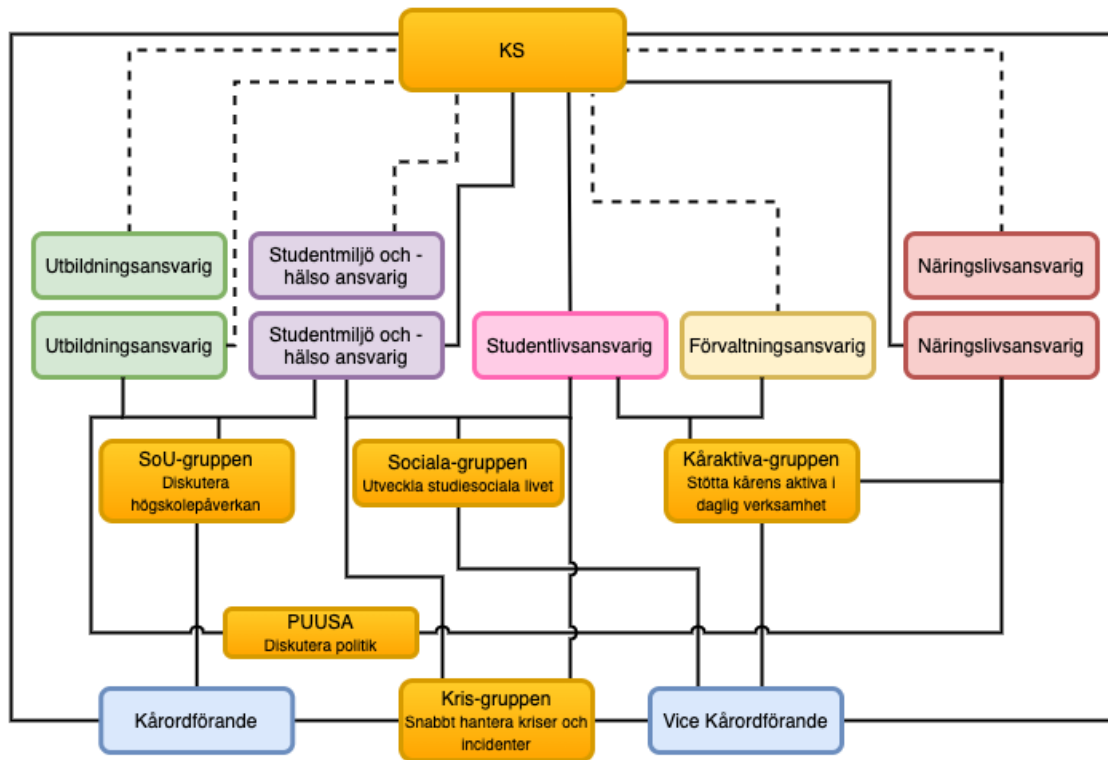 KS
Utbildningsansvarig
Studentmiljö och -
hälso ansvarig
Näringslivsansvarig
Utbildningsansvarig
Studentmiljö och -
hälso ansvarig
Studentlivsansvarig
Förvaltningsansvarig
Näringslivsansvarig
SoU-gruppen
Diskutera
högskolepåverkan
Sociala-gruppen
Utveckla studiesociala livet
Kåraktiva-gruppen
Stötta kårens aktiva i
daglig verksamhet
PUUSA
Diskutera politik
Kårordförande
Kris-gruppen
Snabbt hantera kriser och
incidenter
Vice Kårordförande